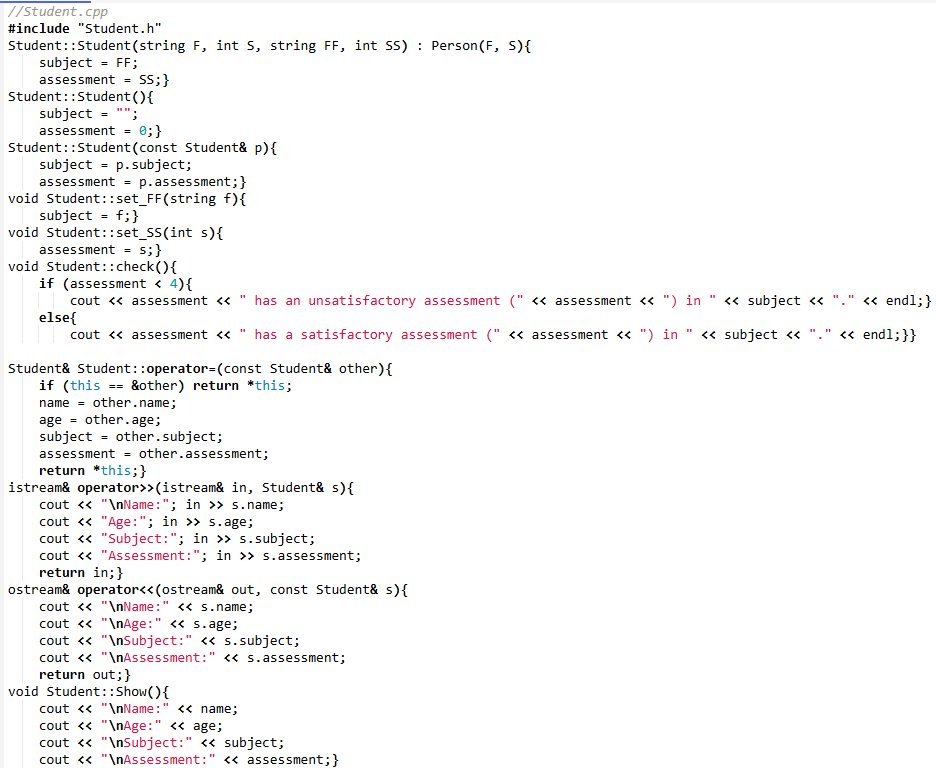 //Student.cpp
#include "Student.h"
Student::Student(string F, int S, string FF, int SS) : Person(F, S){
    subject = FF;
    assessment = SS;}
Student::Student(){
    subject = "";
    assessment = 0;}
Student::Student(const Student& p){
    subject = p.subject;
    assessment = p.assessment;}
void Student::set_FF(string f){
    subject = f;}
void Student::set_SS(int s){
    assessment = s;}
void Student::check(){
    if (assessment < 4){
        cout << assessment << " has an unsatisfactory assessment (" << assessment << ") in " << subject << "." << endl;}
    else{
        cout << assessment << " has a satisfactory assessment (" << assessment << ") in " << subject << "." << endl;}}

Student& Student::operator=(const Student& other){
    if (this == &other) return *this;
    name = other.name;
    age = other.age;
    subject = other.subject;
    assessment = other.assessment;
    return *this;}
istream& operator>>(istream& in, Student& s){
    cout << "\nName:"; in >> s.name;
    cout << "Age:"; in >> s.age;
    cout << "Subject:"; in >> s.subject;
    cout << "Assessment:"; in >> s.assessment;
    return in;}
ostream& operator<<(ostream& out, const Student& s){
    cout << "\nName:" << s.name;
    cout << "\nAge:" << s.age;
    cout << "\nSubject:" << s.subject;
    cout << "\nAssessment:" << s.assessment;
    return out;}
void Student::Show(){
    cout << "\nName:" << name;
    cout << "\nAge:" << age;
    cout << "\nSubject:" << subject;
    cout << "\nAssessment:" << assessment;}